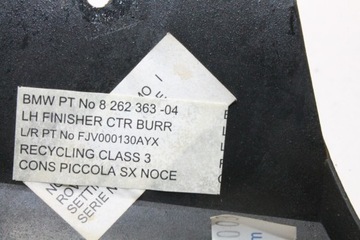 BMW PT No 8 262 363 -04
LH FINISHER CTR BURR
L/R PT No FJV000130AYX
RECYCLING CLASS 3
CONS PICCOLA SX NOCE
SERIE N